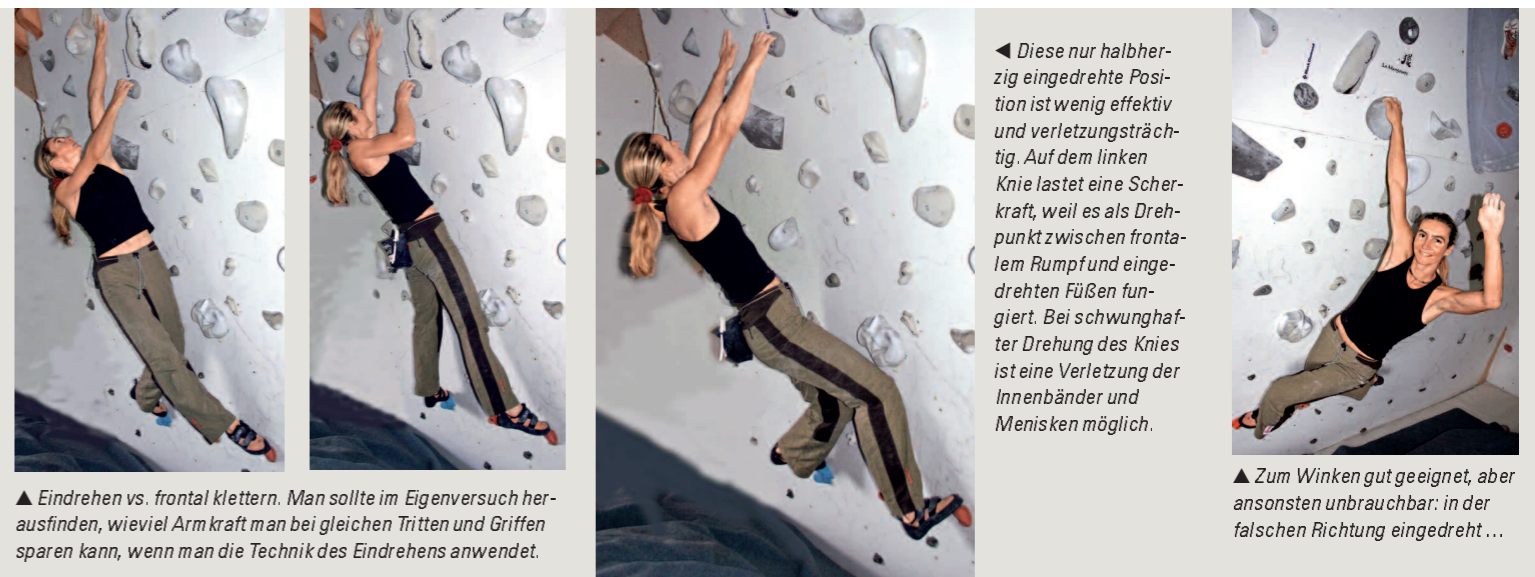 ▲ Eindrehen vs. frontal klettern. Man sollte im Eigenversuch her-
ausfinden, wieviel Armkraft man bei gleichen Tritten und Griffen
sparen kann, wenn man die Technik des Eindrehens anwendet.
◄ Diese nur halbher-
zig eingedrehte Posi-
tion ist wenig effektiv
und verletzungsträch-
tig. Auf dem linken
Knie lastet eine Scher-
kraft, weil es als Dreh-
punkt zwischen fronta-
lem Rumpf und einge-
drehten Füßen fun-
giert. Bei schwunghaf-
ter Drehung des Knies
ist eine Verletzung der
Innenbänder und
Menisken möglich.
▲ Zum Winken gut geeignet, aber
ansonsten unbrauchbar: in der
falschen Richtung eingedreht ...